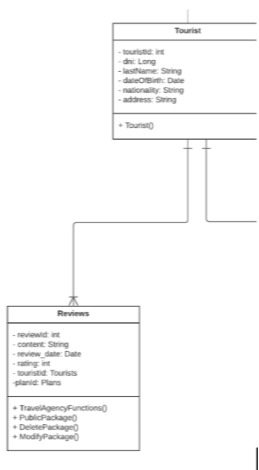 Tourist
- touristId: int
- dni: Long
- lastName: String
- dateOfBirth: Date
- nationality: String
- address: String
+ Tourist()
Reviews
- reviewId: int
- content: String
- review_date: Date
- rating: int
- touristId: Tourists
-planId: Plans
+ TravelAgencyFunctions()
+ PublicPackage()
+ DeletePackage()
+ ModifyPackage()